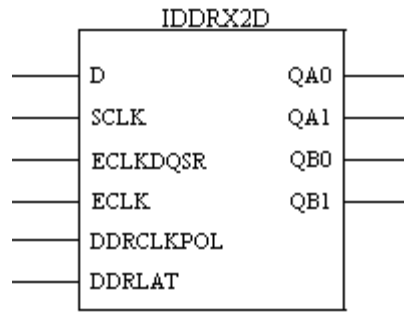 IDDRX2D
D QA0
SCLK QA1
ECLKDQSR QB0
ECLK QB1
DDRCLKPOL
DDRLAT